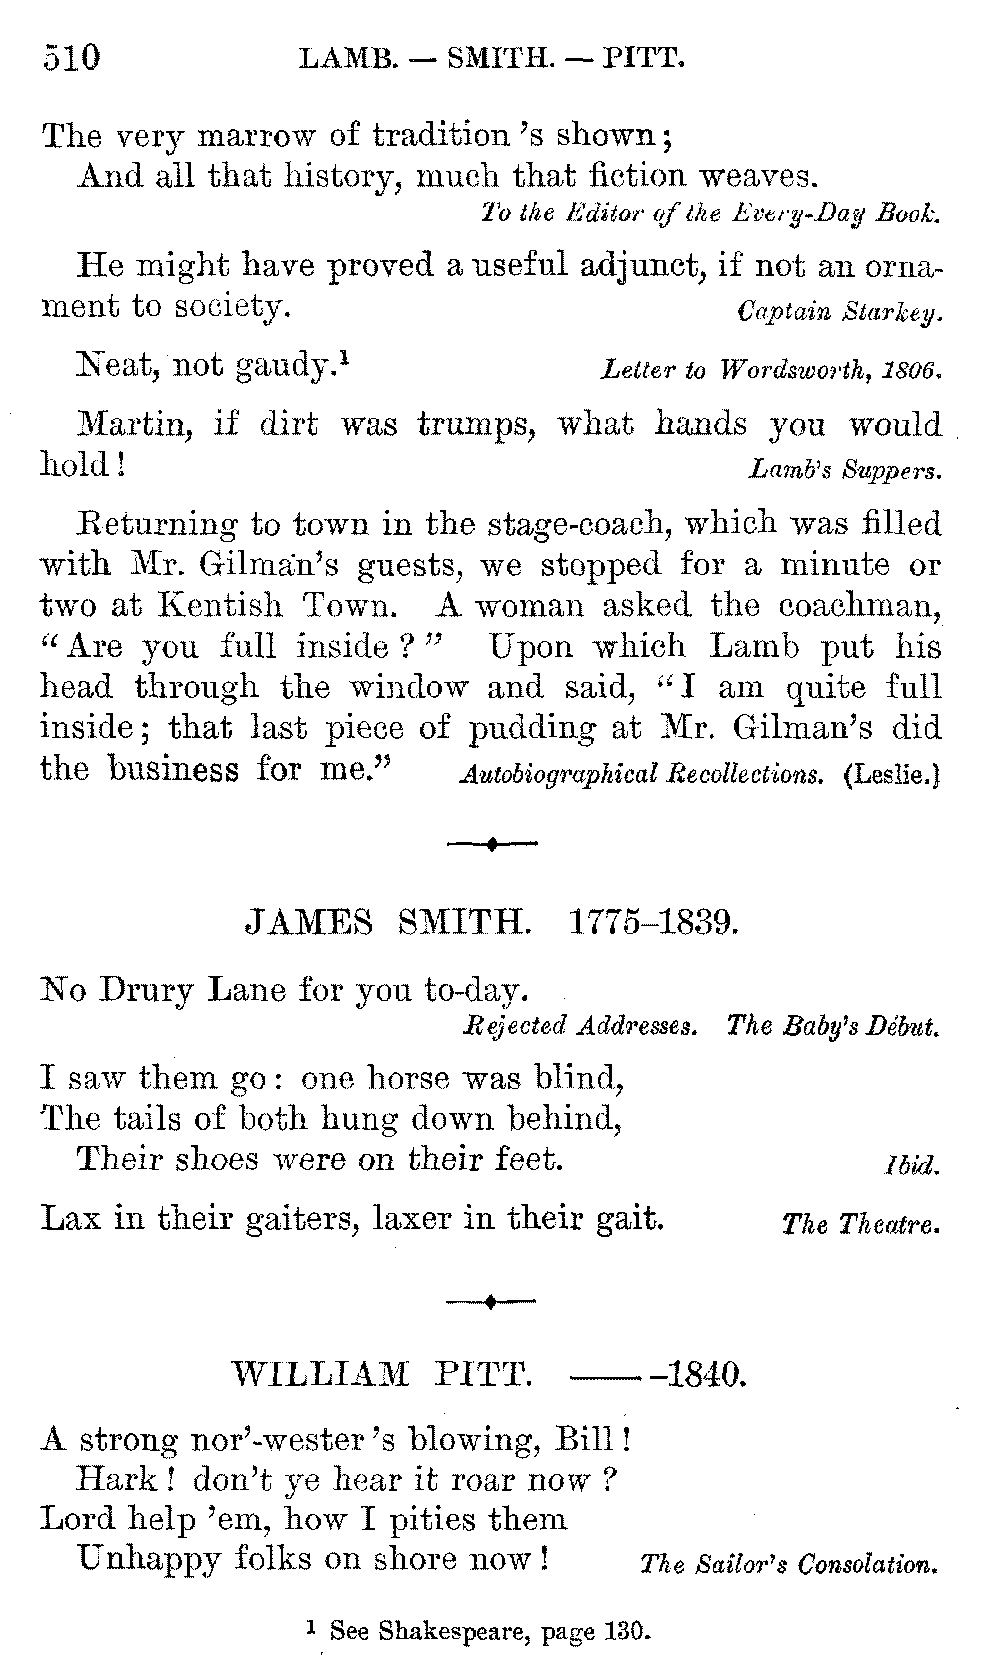 510 LAMB. — SMITH. — PITT.
The very marrow of tradition 's shown;
And all that history, much that fiction weaves.
To the Editor of the Every-Day Book.
He might have proved a useful adjunct, if not an orna-
ment to society. Captain Starkey.
Neat, not gaudy.¹ Letter to Wordsworth, 1806.
Martin, if dirt was trumps, what hands you would
hold! Lamb's Suppers.
Returning to town in the stage-coach, which was filled
with Mr. Gilman's guests, we stopped for a minute or
two at Kentish Town. A woman asked the coachman,
"Are you full inside?" Upon which Lamb put his
head through the window and said, "I am quite full
inside; that last piece of pudding at Mr. Gilman's did
the business for me." Autobiographical Recollections. (Leslie.)
JAMES SMITH. 1775–1839.
No Drury Lane for you to-day.
Rejected Addresses. The Baby's Début.
I saw them go: one horse was blind,
The tails of both hung down behind,
Their shoes were on their feet. Ibid.
Lax in their gaiters, laxer in their gait. The Theatre.
WILLIAM PITT. —— –1840.
A strong nor'-wester 's blowing, Bill!
Hark! don't ye hear it roar now?
Lord help 'em, how I pities them
Unhappy folks on shore now! The Sailor's Consolation.
¹ See Shakespeare, page 130.